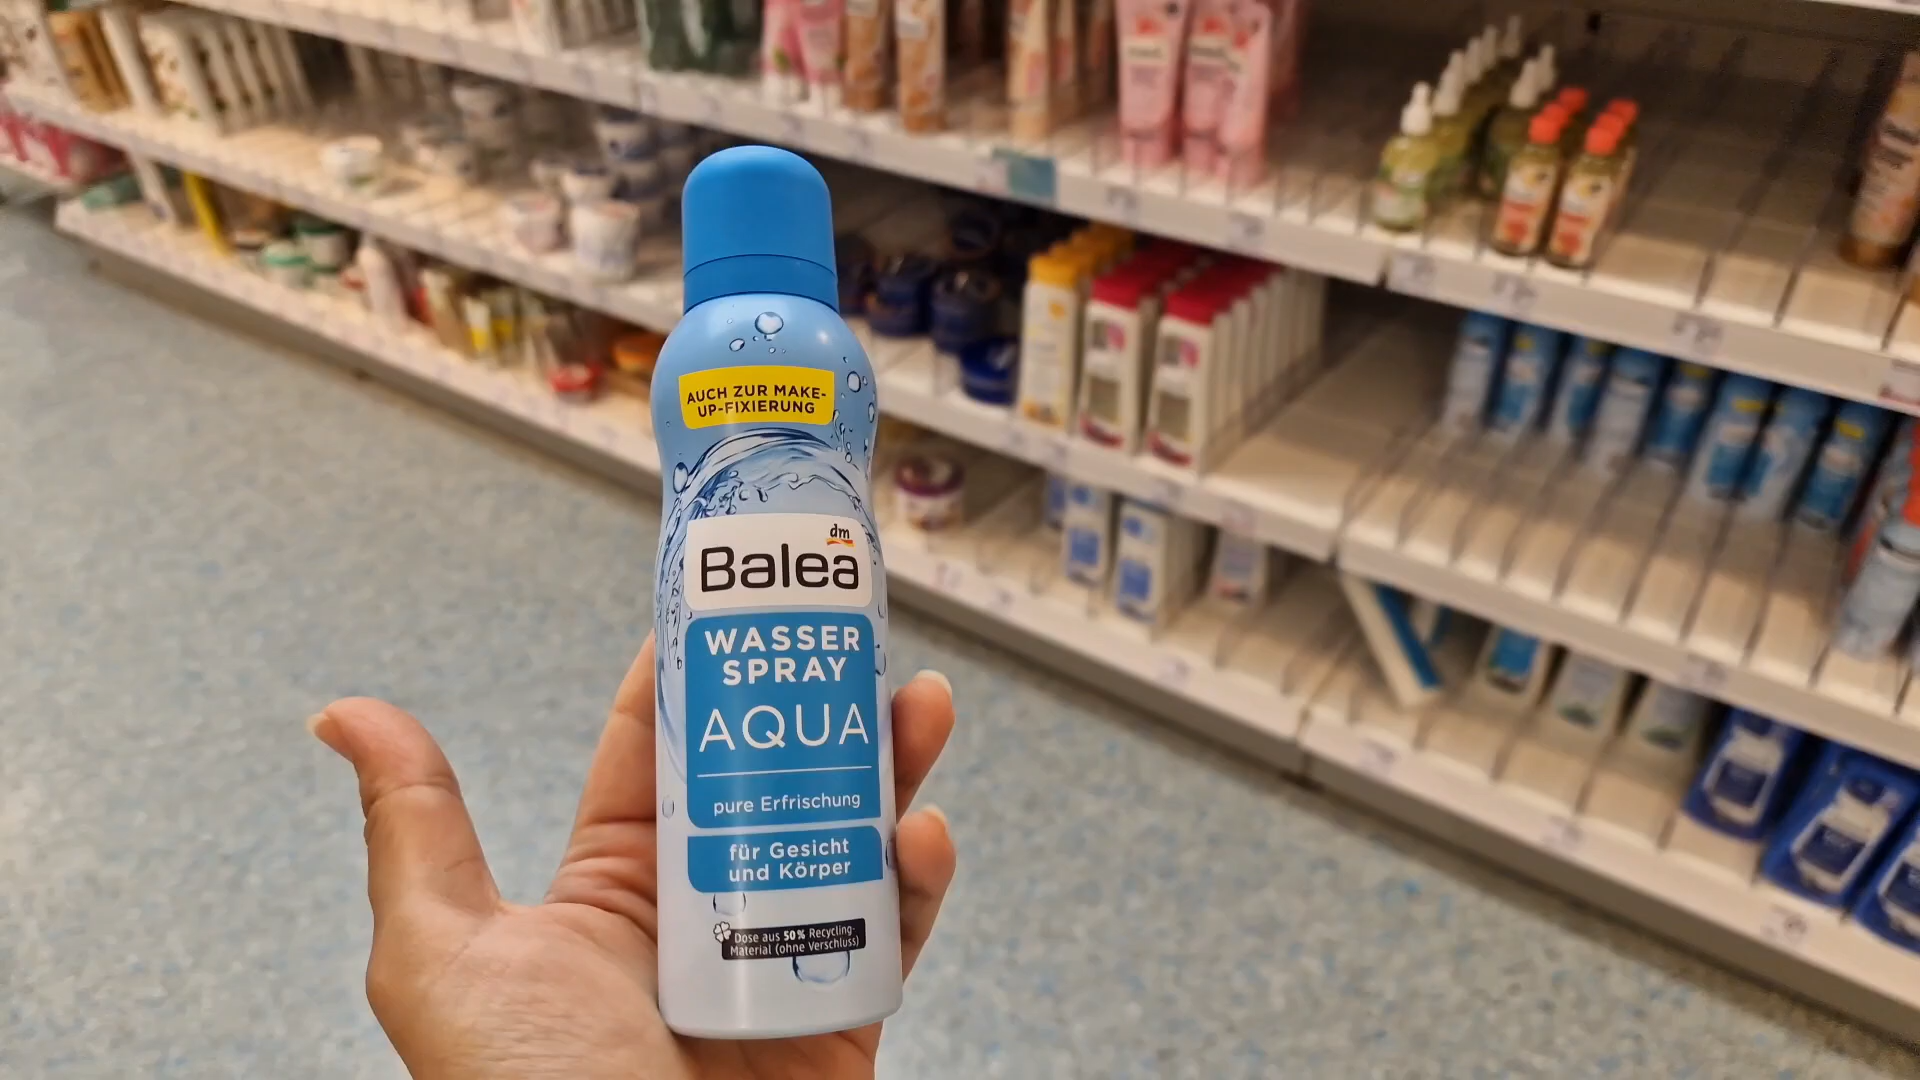 AUCH ZUR MAKE-
UP-FIXIERUNG
dm
Balea
WASSER
SPRAY
AQUA
pure Erfrischung
für Gesicht
und Körper
Dose aus 50% Recycling-
Material (ohne Verschluss)